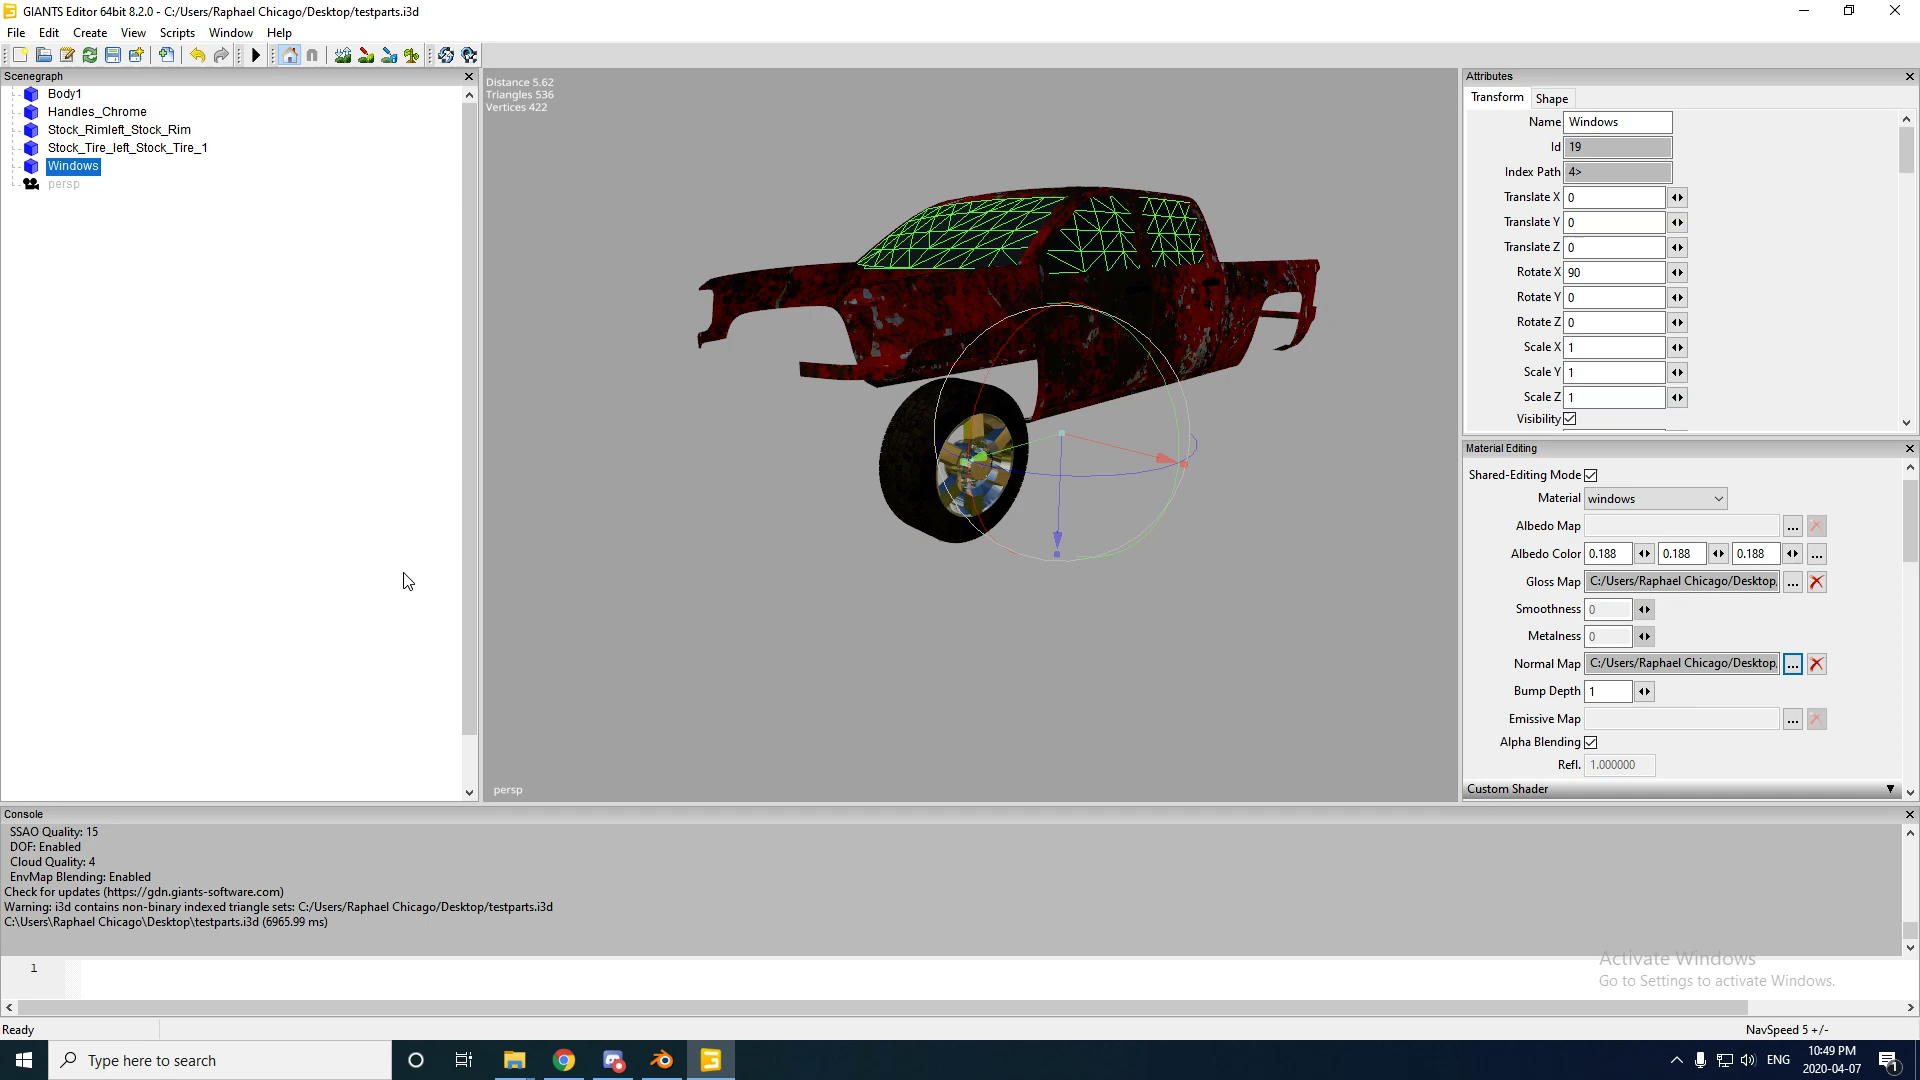 GIANTS Editor 64bit 8.2.0 - C:/Users/Raphael Chicago/Desktop/testparts.i3d
File Edit Create View Scripts Window Help
Scenegraph
Body1
Handles_Chrome
Stock_Rimleft_Stock_Rim
Stock_Tire_left_Stock_Tire_1
Windows
persp
Distance 5.62
Triangles 536
Vertices 422
persp
Attributes
Transform Shape
Name Windows
Id 19
Index Path 4>
Translate X 0
Translate Y 0
Translate Z 0
Rotate X 90
Rotate Y 0
Rotate Z 0
Scale X 1
Scale Y 1
Scale Z 1
Visibility
Material Editing
Shared-Editing Mode
Material windows
Albedo Map ...
Albedo Color 0.188 0.188 0.188 ...
Gloss Map C:/Users/Raphael Chicago/Desktop, ...
Smoothness 0
Metalness 0
Normal Map C:/Users/Raphael Chicago/Desktop, ...
Bump Depth 1
Emissive Map ...
Alpha Blending
Refl. 1.000000
Custom Shader
Console
SSAO Quality: 15
DOF: Enabled
Cloud Quality: 4
EnvMap Blending: Enabled
Check for updates (https://gdn.giants-software.com)
Warning: i3d contains non-binary indexed triangle sets: C:/Users/Raphael Chicago/Desktop/testparts.i3d
C:\Users\Raphael Chicago\Desktop\testparts.i3d (6965.99 ms)
1
Activate Windows
Go to Settings to activate Windows.
Ready
NavSpeed 5 +/-
Type here to search
ENG
10:49 PM
2020-04-07
1